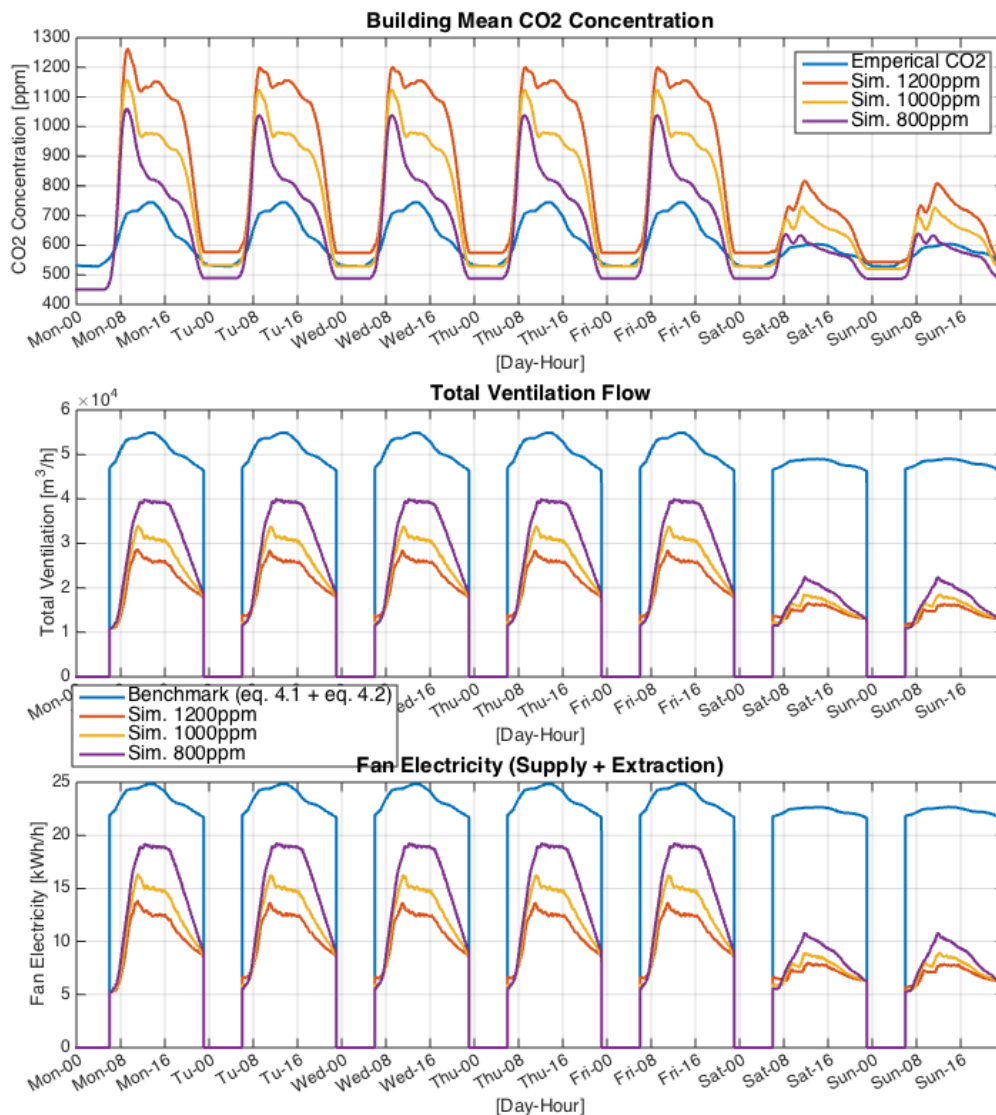 Building Mean CO2 Concentration
CO2 Concentration [ppm]
1300
1200
1100
1000
900
800
700
600
500
400
Emperical CO2
Sim. 1200ppm
Sim. 1000ppm
Sim. 800ppm
Mon-00 Mon-08 Mon-16 Tu-00 Tu-08 Tu-16 Wed-00 Wed-08 Wed-16 Thu-00 Thu-08 Thu-16 Fri-00 Fri-08 Fri-16 Sat-00 Sat-08 Sat-16 Sun-00 Sun-08 Sun-16
[Day-Hour]
Total Ventilation Flow
×10⁴
Total Ventilation [m³/h]
6
5
4
3
2
1
0
Thu-00 Thu-08 Thu-16 Fri-00 Fri-08 Fri-16 Sat-00 Sat-08 Sat-16 Sun-00 Sun-08 Sun-16
[Day-Hour]
Benchmark (eq. 4.1 + eq. 4.2)
Sim. 1200ppm
Sim. 1000ppm
Sim. 800ppm
Fan Electricity (Supply + Extraction)
Fan Electricity [kWh/h]
25
20
15
10
5
0
Mon-00 Mon-08 Mon-16 Tu-00 Tu-08 Tu-16 Wed-00 Wed-08 Wed-16 Thu-00 Thu-08 Thu-16 Fri-00 Fri-08 Fri-16 Sat-00 Sat-08 Sat-16 Sun-00 Sun-08 Sun-16
[Day-Hour]